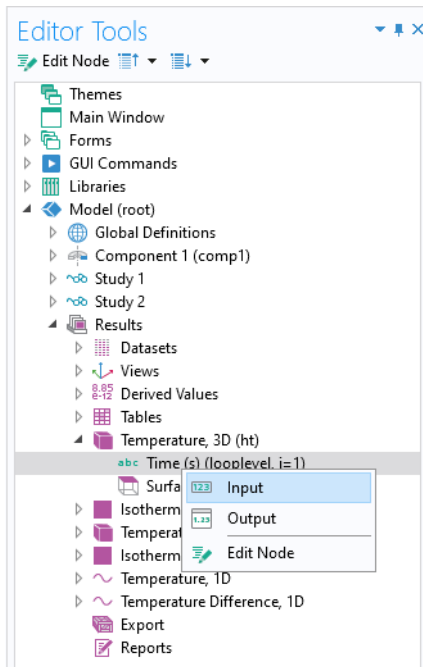 Editor Tools
Edit Node
Themes
Main Window
Forms
GUI Commands
Libraries
Model (root)
Global Definitions
Component 1 (comp1)
Study 1
Study 2
Results
Datasets
Views
8.85
e-12
Derived Values
Tables
Temperature, 3D (ht)
abc Time (s) (looplevel, i=1)
Surfa
123 Input
Isotherm
1.23 Output
Temperat
Isotherm
Edit Node
Temperature, 1D
Temperature Difference, 1D
Export
Reports